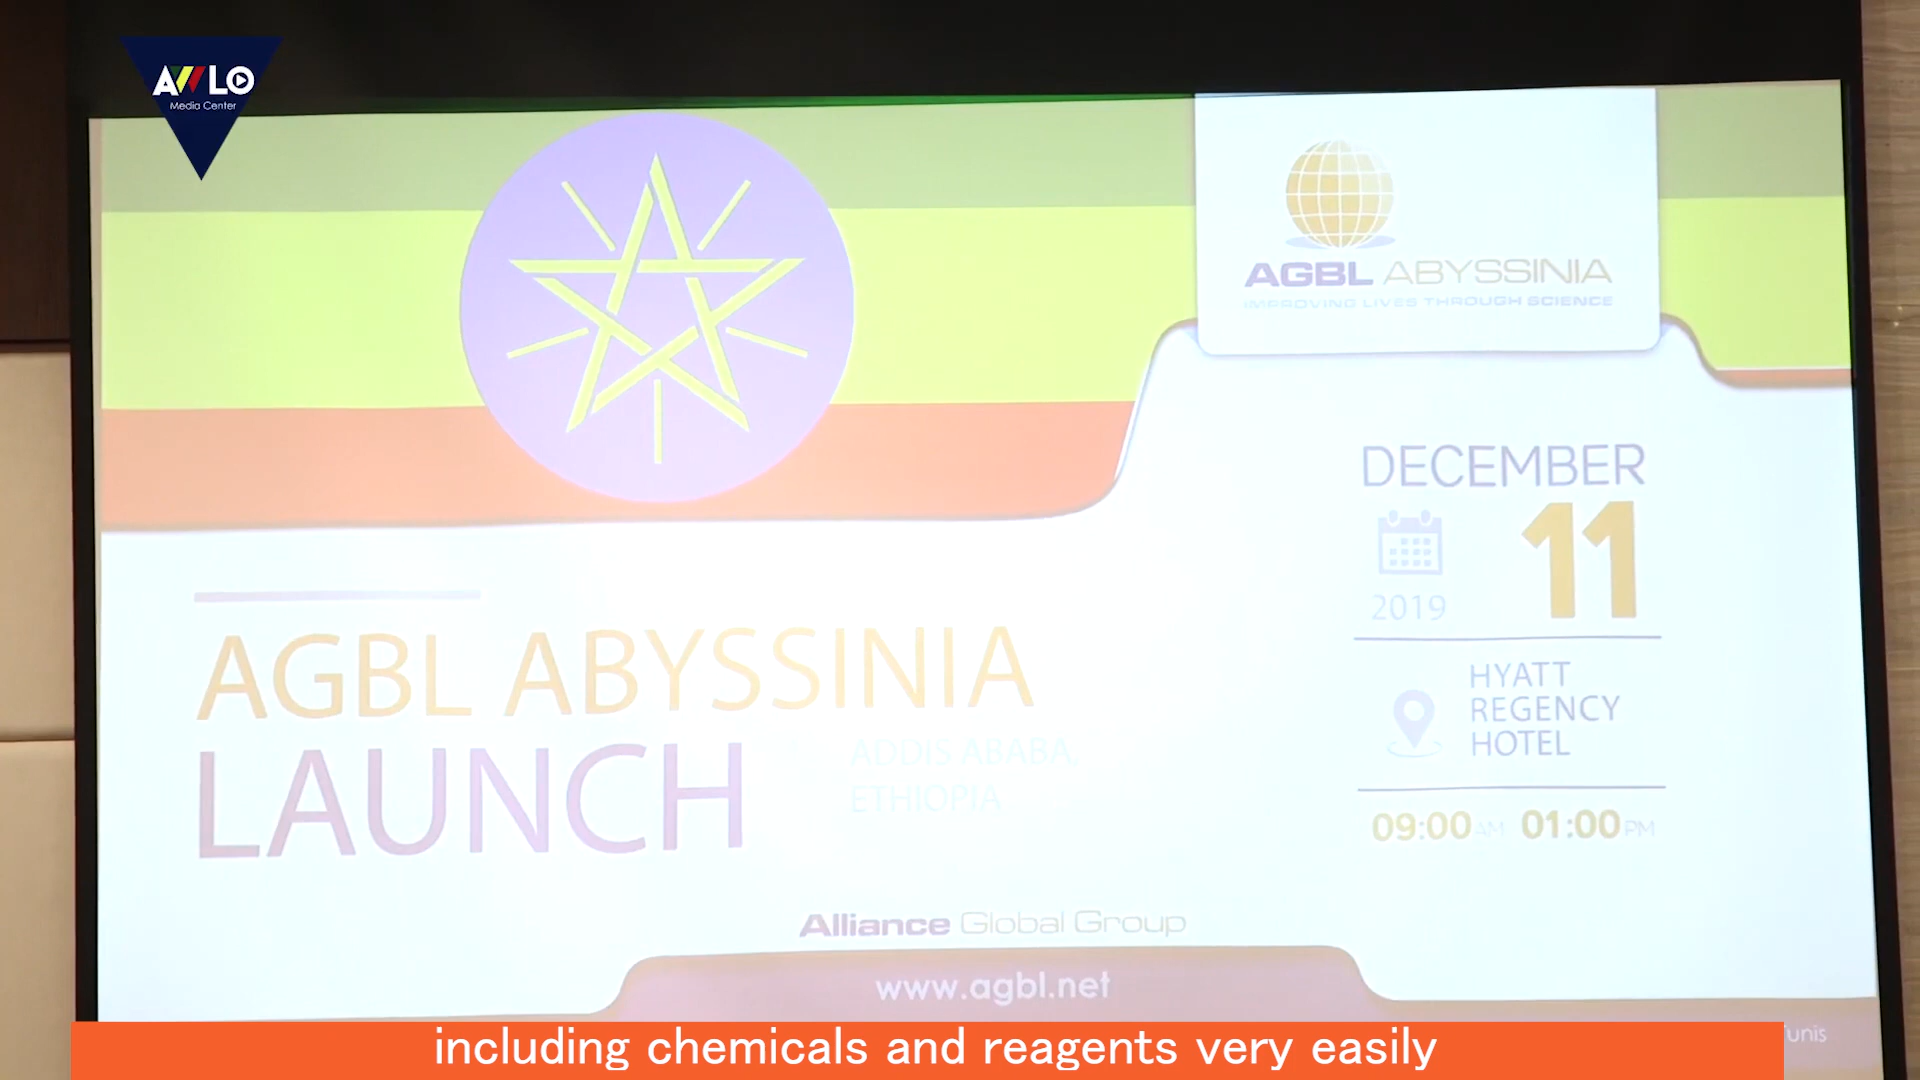 AWLO
Media Center
AGBL ABYSSINIA
IMPROVING LIVES THROUGH SCIENCE
DECEMBER
11
2019
HYATT
REGENCY
HOTEL
09:00 AM 01:00 PM
AGBL ABYSSINIA
LAUNCH
ADDIS ABABA,
ETHIOPIA
Alliance Global Group
www.agbl.net
including chemicals and reagents very easily